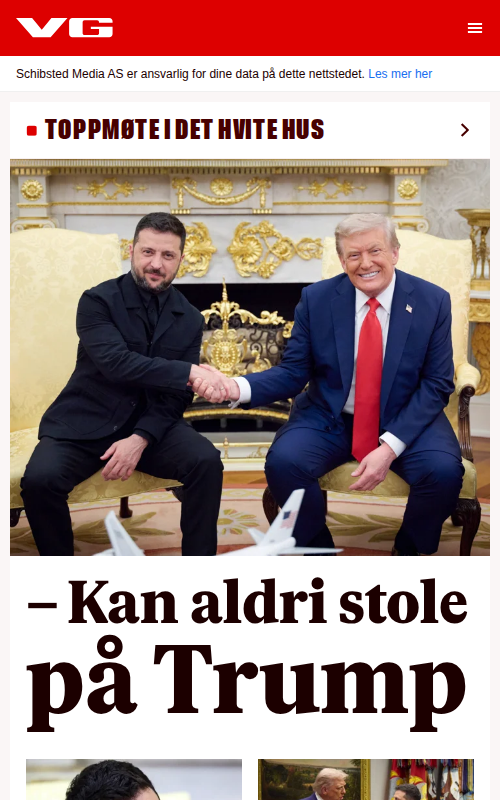 VG
Schibsted Media AS er ansvarlig for dine data på dette nettstedet. Les mer her
TOPPMØTE I DET HVITE HUS
– Kan aldri stole
på Trump